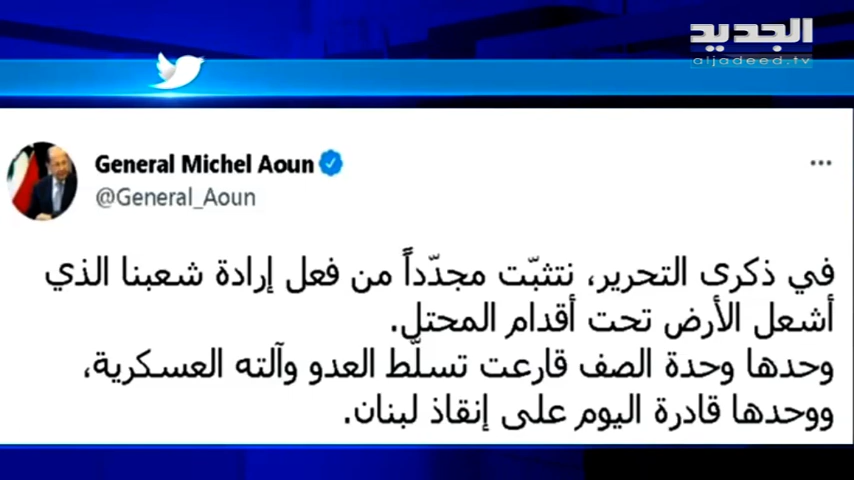 الجديد
aljadeed.tv
General Michel Aoun
@General_Aoun
في ذكرى التحرير، نتثبّت مجدّداً من فعل إرادة شعبنا الذي
أشعل الأرض تحت أقدام المحتل.
وحدها وحدة الصف قارعت تسلّط العدو وآلته العسكرية،
ووحدها قادرة اليوم على إنقاذ لبنان.